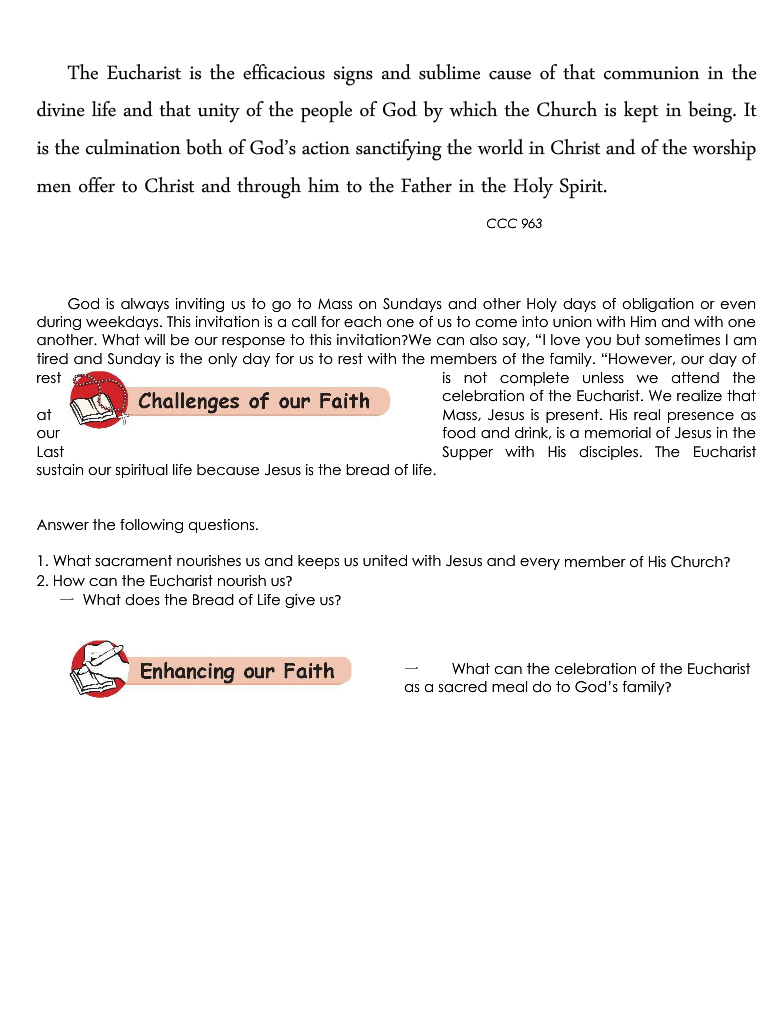 The Eucharist is the efficacious signs and sublime cause of that communion in the
divine life and that unity of the people of God by which the Church is kept in being. It
is the culmination both of God's action sanctifying the world in Christ and of the worship
men offer to Christ and through him to the Father in the Holy Spirit.
CCC 963
God is always inviting us to go to Mass on Sundays and other Holy days of obligation or even
during weekdays. This invitation is a call for each one of us to come into union with Him and with one
another. What will be our response to this invitation?We can also say, “I love you but sometimes I am
tired and Sunday is the only day for us to rest with the members of the family. “However, our day of
rest is not complete unless we attend the
celebration of the Eucharist. We realize that
Challenges of our Faith
at Mass, Jesus is present. His real presence as
our food and drink, is a memorial of Jesus in the
Last Supper with His disciples. The Eucharist
sustain our spiritual life because Jesus is the bread of life.
Answer the following questions.
1. What sacrament nourishes us and keeps us united with Jesus and every member of His Church?
2. How can the Eucharist nourish us?
一 What does the Bread of Life give us?
Enhancing our Faith
一 What can the celebration of the Eucharist
as a sacred meal do to God's family?